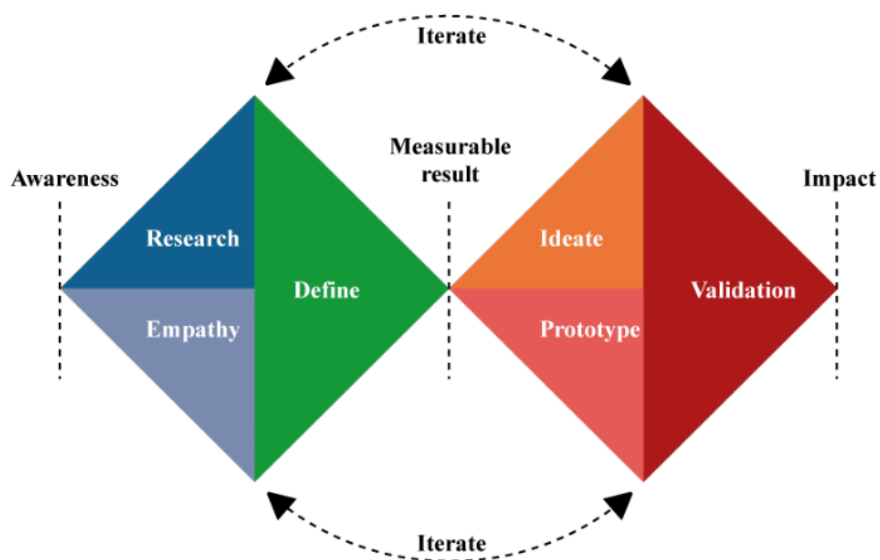 Iterate
Measurable
result
Awareness
Impact
Research
Ideate
Define
Validation
Empathy
Prototype
Iterate